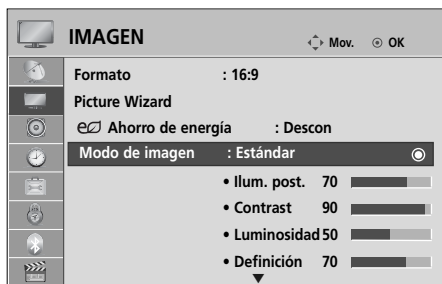 IMAGEN Mov. OK
Formato : 16:9
Picture Wizard
Ahorro de energía : Descon
Modo de imagen : Estándar
• Ilum. post. 70
• Contrast 90
• Luminosidad 50
• Definición 70